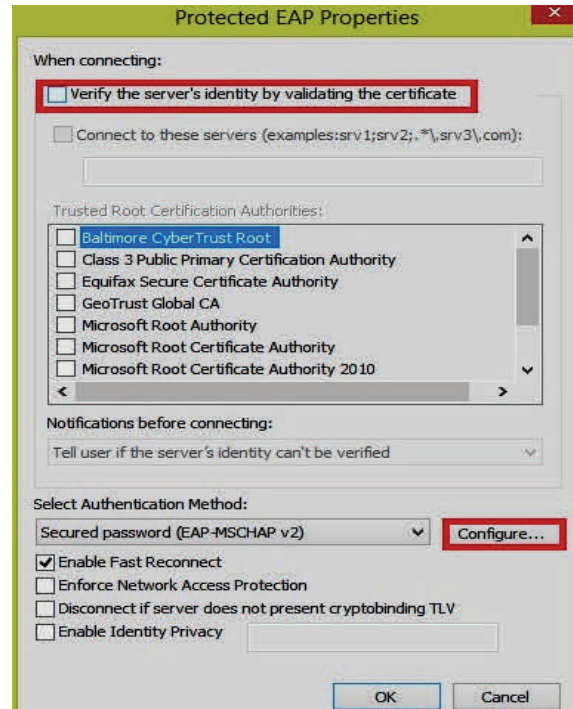 Protected EAP Properties
When connecting:
Verify the server's identity by validating the certificate
Connect to these servers (examples:srv1;srv2;.*\,srv3\,com):
Trusted Root Certification Authorities:
Baltimore CyberTrust Root
Class 3 Public Primary Certification Authority
Equifax Secure Certificate Authority
GeoTrust Global CA
Microsoft Root Authority
Microsoft Root Certificate Authority
Microsoft Root Certificate Authority 2010
Notifications before connecting:
Tell user if the server's identity can't be verified
Select Authentication Method:
Secured password (EAP-MSCHAP v2) Configure...
Enable Fast Reconnect
Enforce Network Access Protection
Disconnect if server does not present cryptobinding TLV
Enable Identity Privacy
OK Cancel